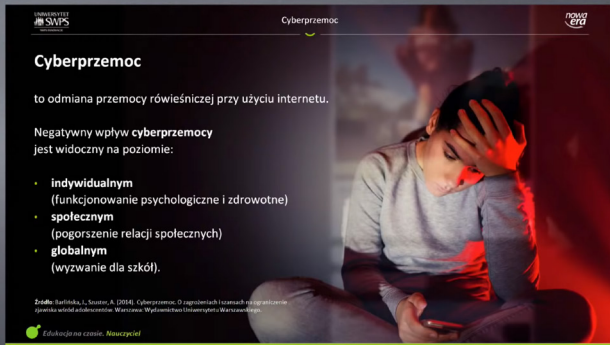 UNIWERSYTET
SWPS
Cyberprzemoc
nowa
era
Cyberprzemoc
to odmiana przemocy rówieśniczej przy użyciu internetu.
Negatywny wpływ cyberprzemocy
jest widoczny na poziomie:
• indywidualnym
(funkcjonowanie psychologiczne i zdrowotne)
• społecznym
(pogorszenie relacji społecznych)
• globalnym
(wyzwanie dla szkół).
Źródło: Barlińska, J., Szuster, A. (2014). Cyberprzemoc. O zagrożeniach i szansach na ograniczenie
zjawiska wśród adolescentów. Warszawa: Wydawnictwo Uniwersytetu Warszawskiego.
Edukacja na czasie. Nauczyciel